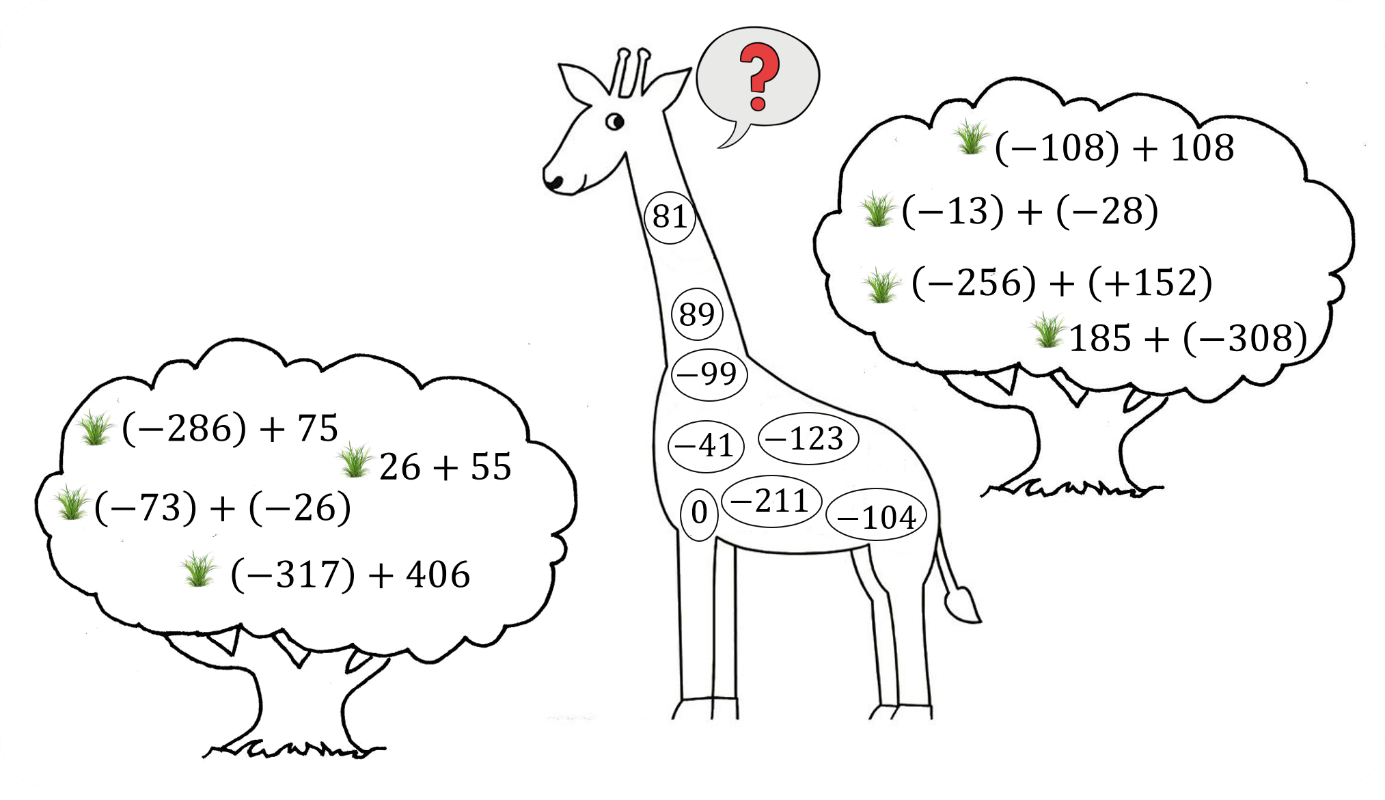 ?
(−108) + 108
(−13) + (−28)
(−256) + (+152)
185 + (−308)
81
89
−99
−41
−123
0
−211
−104
(−286) + 75
26 + 55
(−73) + (−26)
(−317) + 406